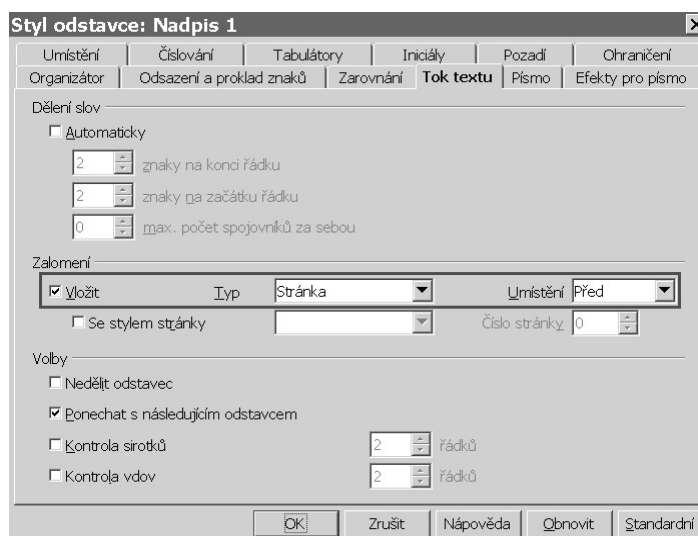 Styl odstavce: Nadpis 1
Umístění Číslování Tabulátory Iniciály Pozadí Ohraničení
Organizátor Odsazení a proklad znaků Zarovnání Tok textu Písmo Efekty pro písmo
Dělení slov
Automaticky
2 znaky na konci řádku
2 znaky na začátku řádku
0 max. počet spojovníků za sebou
Zalomení
Vložit Typ Stránka Umístění Před
Se stylem stránky Číslo stránky 0
Volby
Nedělit odstavec
Ponechat s následujícím odstavcem
Kontrola sirotků 2 řádků
Kontrola vdov 2 řádků
OK Zrušit Nápověda Obnovit Standardní